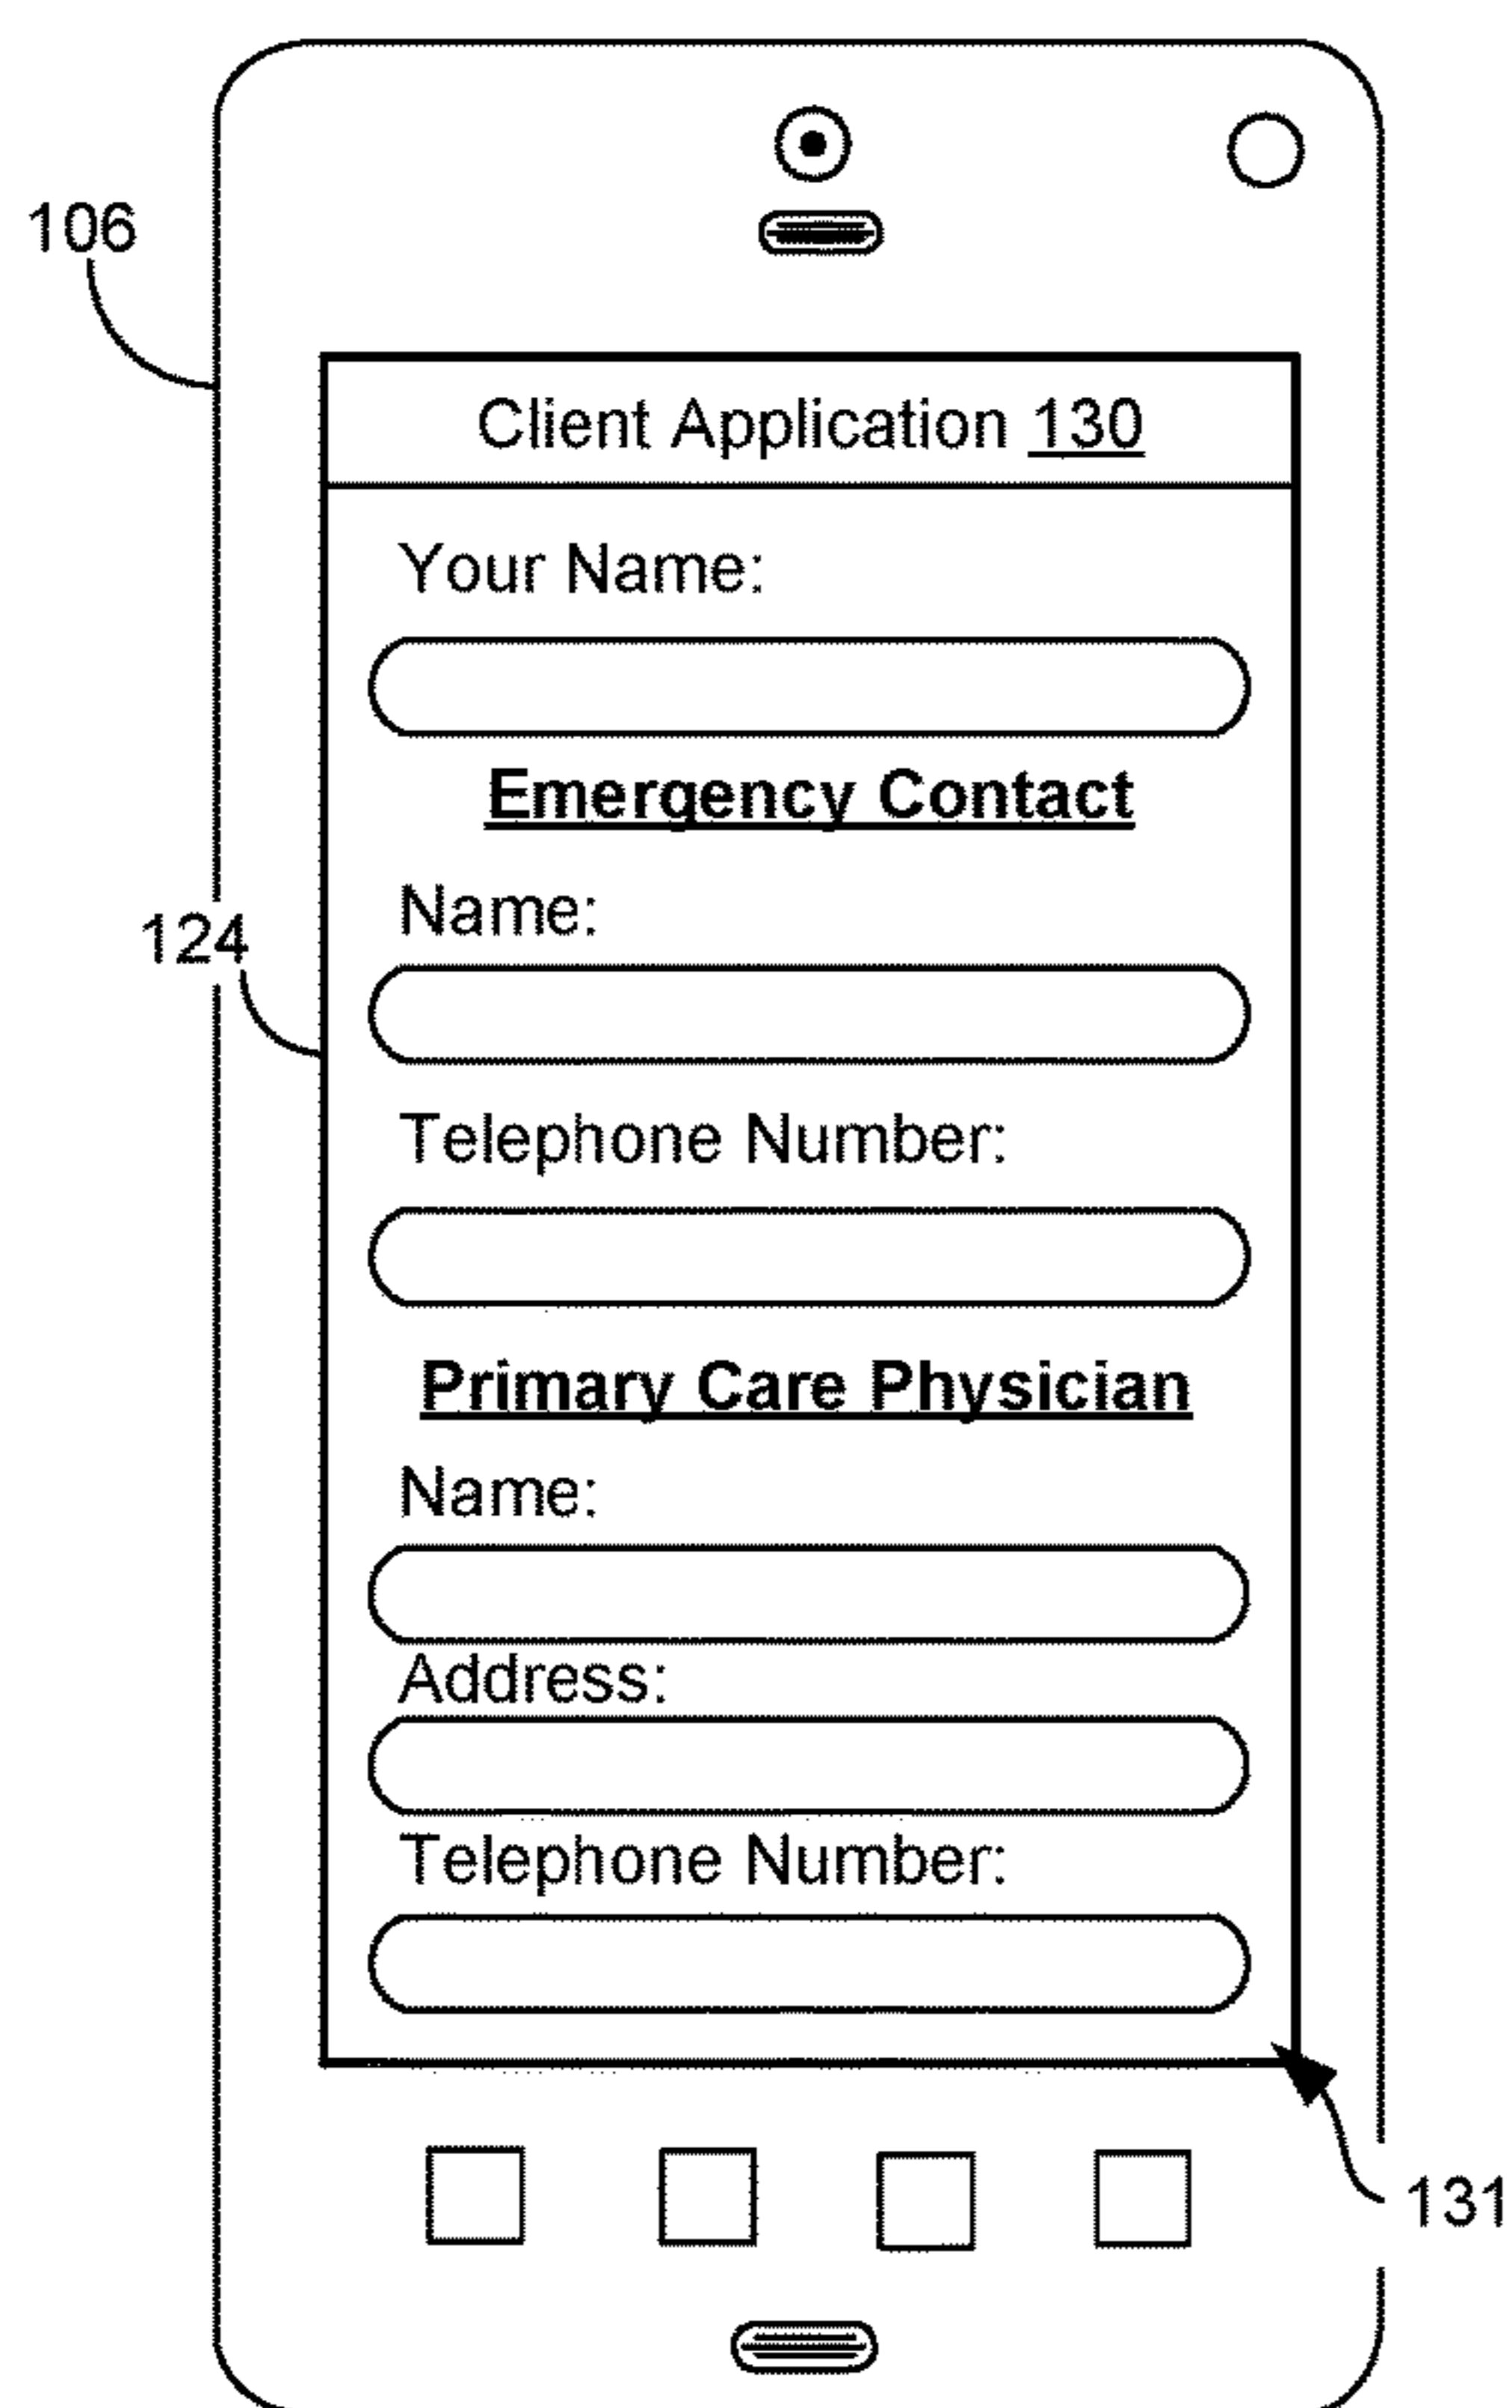 106
Client Application 130
Your Name:
Emergency Contact
Name:
124
Telephone Number:
Primary Care Physician
Name:
Address:
Telephone Number:
131